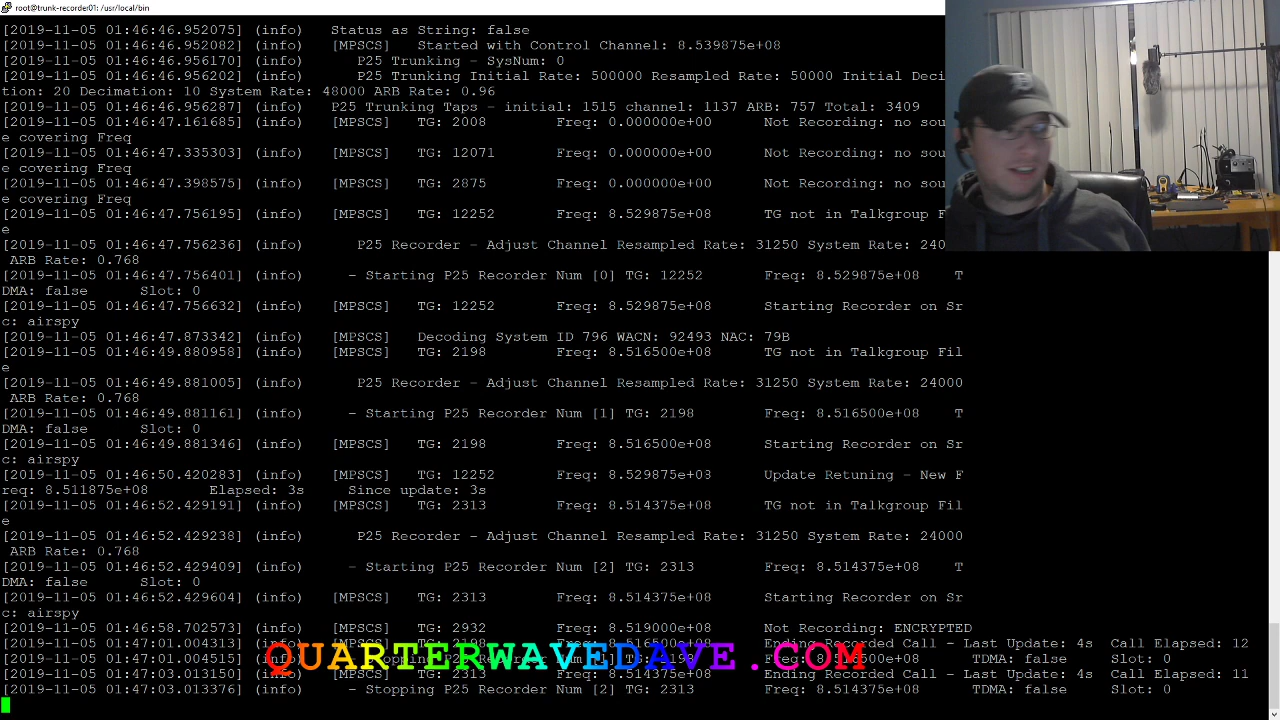 root@trunk-recorder01: /usr/local/bin
[2019-11-05 01:46:46.952075] (info)   Status as String: false
[2019-11-05 01:46:46.952082] (info)   [MPSCS]   Started with Control Channel: 8.539875e+08
[2019-11-05 01:46:46.956170] (info)   P25 Trunking - SysNum: 0
[2019-11-05 01:46:46.956202] (info)   P25 Trunking Initial Rate: 500000 Resampled Rate: 50000 Initial Deci
tion: 20 Decimation: 10 System Rate: 48000 ARB Rate: 0.96
[2019-11-05 01:46:46.956287] (info)   P25 Trunking Taps - initial: 1515 channel: 1137 ARB: 757 Total: 3409
[2019-11-05 01:46:47.161685] (info)   [MPSCS]   TG: 2008   Freq: 0.000000e+00   Not Recording: no sou
e covering Freq
[2019-11-05 01:46:47.335303] (info)   [MPSCS]   TG: 12071   Freq: 0.000000e+00   Not Recording: no sou
e covering Freq
[2019-11-05 01:46:47.398575] (info)   [MPSCS]   TG: 2875   Freq: 0.000000e+00   Not Recording: no sou
e covering Freq
[2019-11-05 01:46:47.756195] (info)   [MPSCS]   TG: 12252   Freq: 8.529875e+08   TG not in Talkgroup F
e
[2019-11-05 01:46:47.756236] (info)   P25 Recorder - Adjust Channel Resampled Rate: 31250 System Rate: 240
ARB Rate: 0.768
[2019-11-05 01:46:47.756401] (info)   - Starting P25 Recorder Num [0] TG: 12252   Freq: 8.529875e+08   T
DMA: false   Slot: 0
[2019-11-05 01:46:47.756632] (info)   [MPSCS]   TG: 12252   Freq: 8.529875e+08   Starting Recorder on Sr
c: airspy
[2019-11-05 01:46:47.873342] (info)   [MPSCS]   Decoding System ID 796 WACN: 92493 NAC: 79B
[2019-11-05 01:46:49.880958] (info)   [MPSCS]   TG: 2198   Freq: 8.516500e+08   TG not in Talkgroup Fil
e
[2019-11-05 01:46:49.881005] (info)   P25 Recorder - Adjust Channel Resampled Rate: 31250 System Rate: 24000
ARB Rate: 0.768
[2019-11-05 01:46:49.881161] (info)   - Starting P25 Recorder Num [1] TG: 2198   Freq: 8.516500e+08   T
DMA: false   Slot: 0
[2019-11-05 01:46:49.881346] (info)   [MPSCS]   TG: 2198   Freq: 8.516500e+08   Starting Recorder on Sr
c: airspy
[2019-11-05 01:46:50.420283] (info)   [MPSCS]   TG: 12252   Freq: 8.529875e+08   Update Retuning - New F
req: 8.511875e+08   Elapsed: 3s   Since update: 3s
[2019-11-05 01:46:52.429191] (info)   [MPSCS]   TG: 2313   Freq: 8.514375e+08   TG not in Talkgroup Fil
e
[2019-11-05 01:46:52.429238] (info)   P25 Recorder - Adjust Channel Resampled Rate: 31250 System Rate: 24000
ARB Rate: 0.768
[2019-11-05 01:46:52.429409] (info)   - Starting P25 Recorder Num [2] TG: 2313   Freq: 8.514375e+08   T
DMA: false   Slot: 0
[2019-11-05 01:46:52.429604] (info)   [MPSCS]   TG: 2313   Freq: 8.514375e+08   Starting Recorder on Sr
c: airspy
[2019-11-05 01:46:58.702573] (info)   [MPSCS]   TG: 2932   Freq: 8.519000e+08   Not Recording: ENCRYPTED
[2019-11-05 01:47:01.004313] (info)   [MPSCS]   TG: 2198   Freq: 8.516500e+08   Ending Recorded Call - Last Update: 4s   Call Elapsed: 12
[2019-11-05 01:47:01.004515]   Freq: 8.516500e+08   TDMA: false   Slot: 0
QUARTERWAVEDAVE.COM
[2019-11-05 01:47:03.013150] (info)   [MPSCS]   TG: 2313   Freq: 8.514375e+08   Ending Recorded Call - Last Update: 4s   Call Elapsed: 11
[2019-11-05 01:47:03.013376] (info)   - Stopping P25 Recorder Num [2] TG: 2313   Freq: 8.514375e+08   TDMA: false   Slot: 0